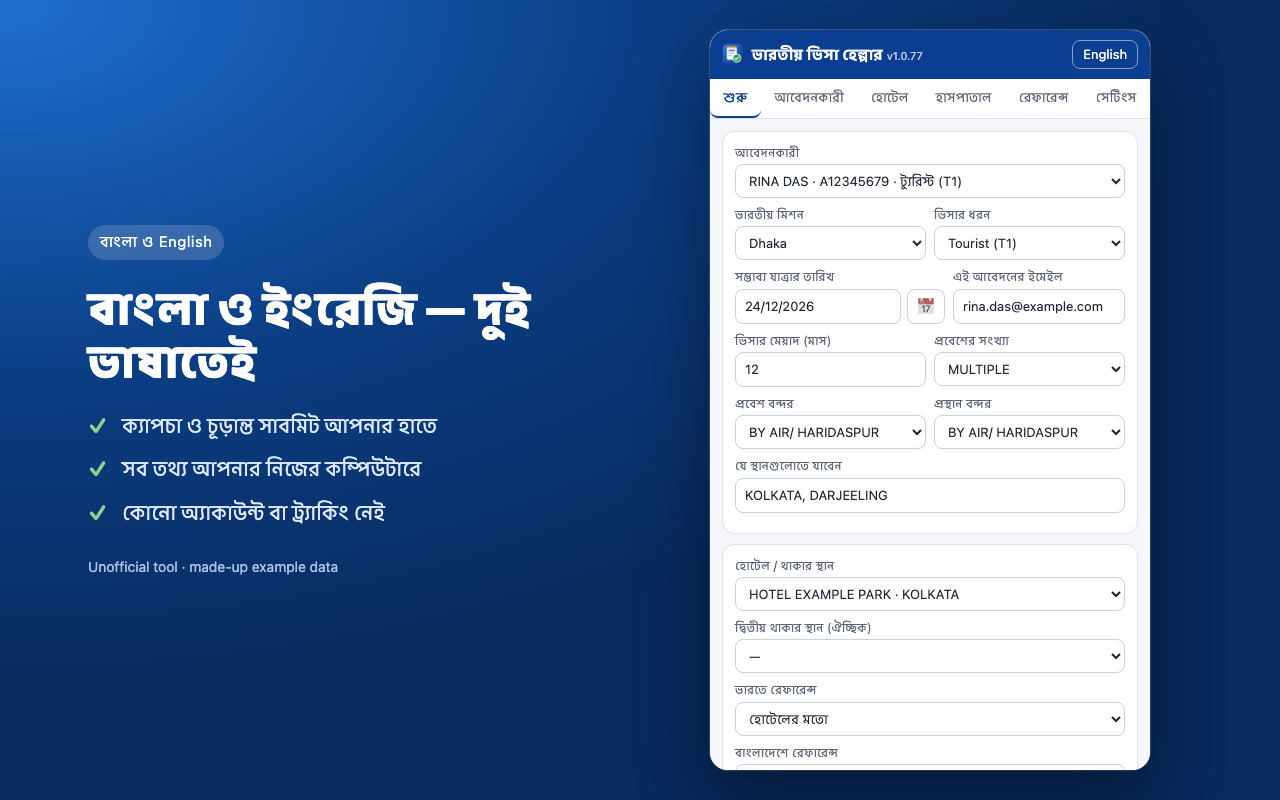 বাংলা ও English
বাংলা ও ইংরেজি — দুই
ভাষাতেই
ক্যাপচা ও চূড়ান্ত সাবমিট আপনার হাতে
সব তথ্য আপনার নিজের কম্পিউটারে
কোনো অ্যাকাউন্ট বা ট্র্যাকিং নেই
Unofficial tool · made-up example data
ভারতীয় ভিসা হেল্পার v1.0.77
English
শুরু আবেদনকারী হোটেল হাসপাতাল রেফারেন্স সেটিংস
আবেদনকারী
RINA DAS · A12345679 · ট্যুরিস্ট (T1)
ভারতীয় মিশন ভিসার ধরন
Dhaka Tourist (T1)
সম্ভাব্য যাত্রার তারিখ এই আবেদনের ইমেইল
24/12/2026 17 rina.das@example.com
ভিসার মেয়াদ (মাস) প্রবেশের সংখ্যা
12 MULTIPLE
প্রবেশ বন্দর প্রস্থান বন্দর
BY AIR/ HARIDASPUR BY AIR/ HARIDASPUR
যে স্থানগুলোতে যাবেন
KOLKATA, DARJEELING
হোটেল / থাকার স্থান
HOTEL EXAMPLE PARK · KOLKATA
দ্বিতীয় থাকার স্থান (ঐচ্ছিক)
—
ভারতে রেফারেন্স
হোটেলের মতো
বাংলাদেশে রেফারেন্স